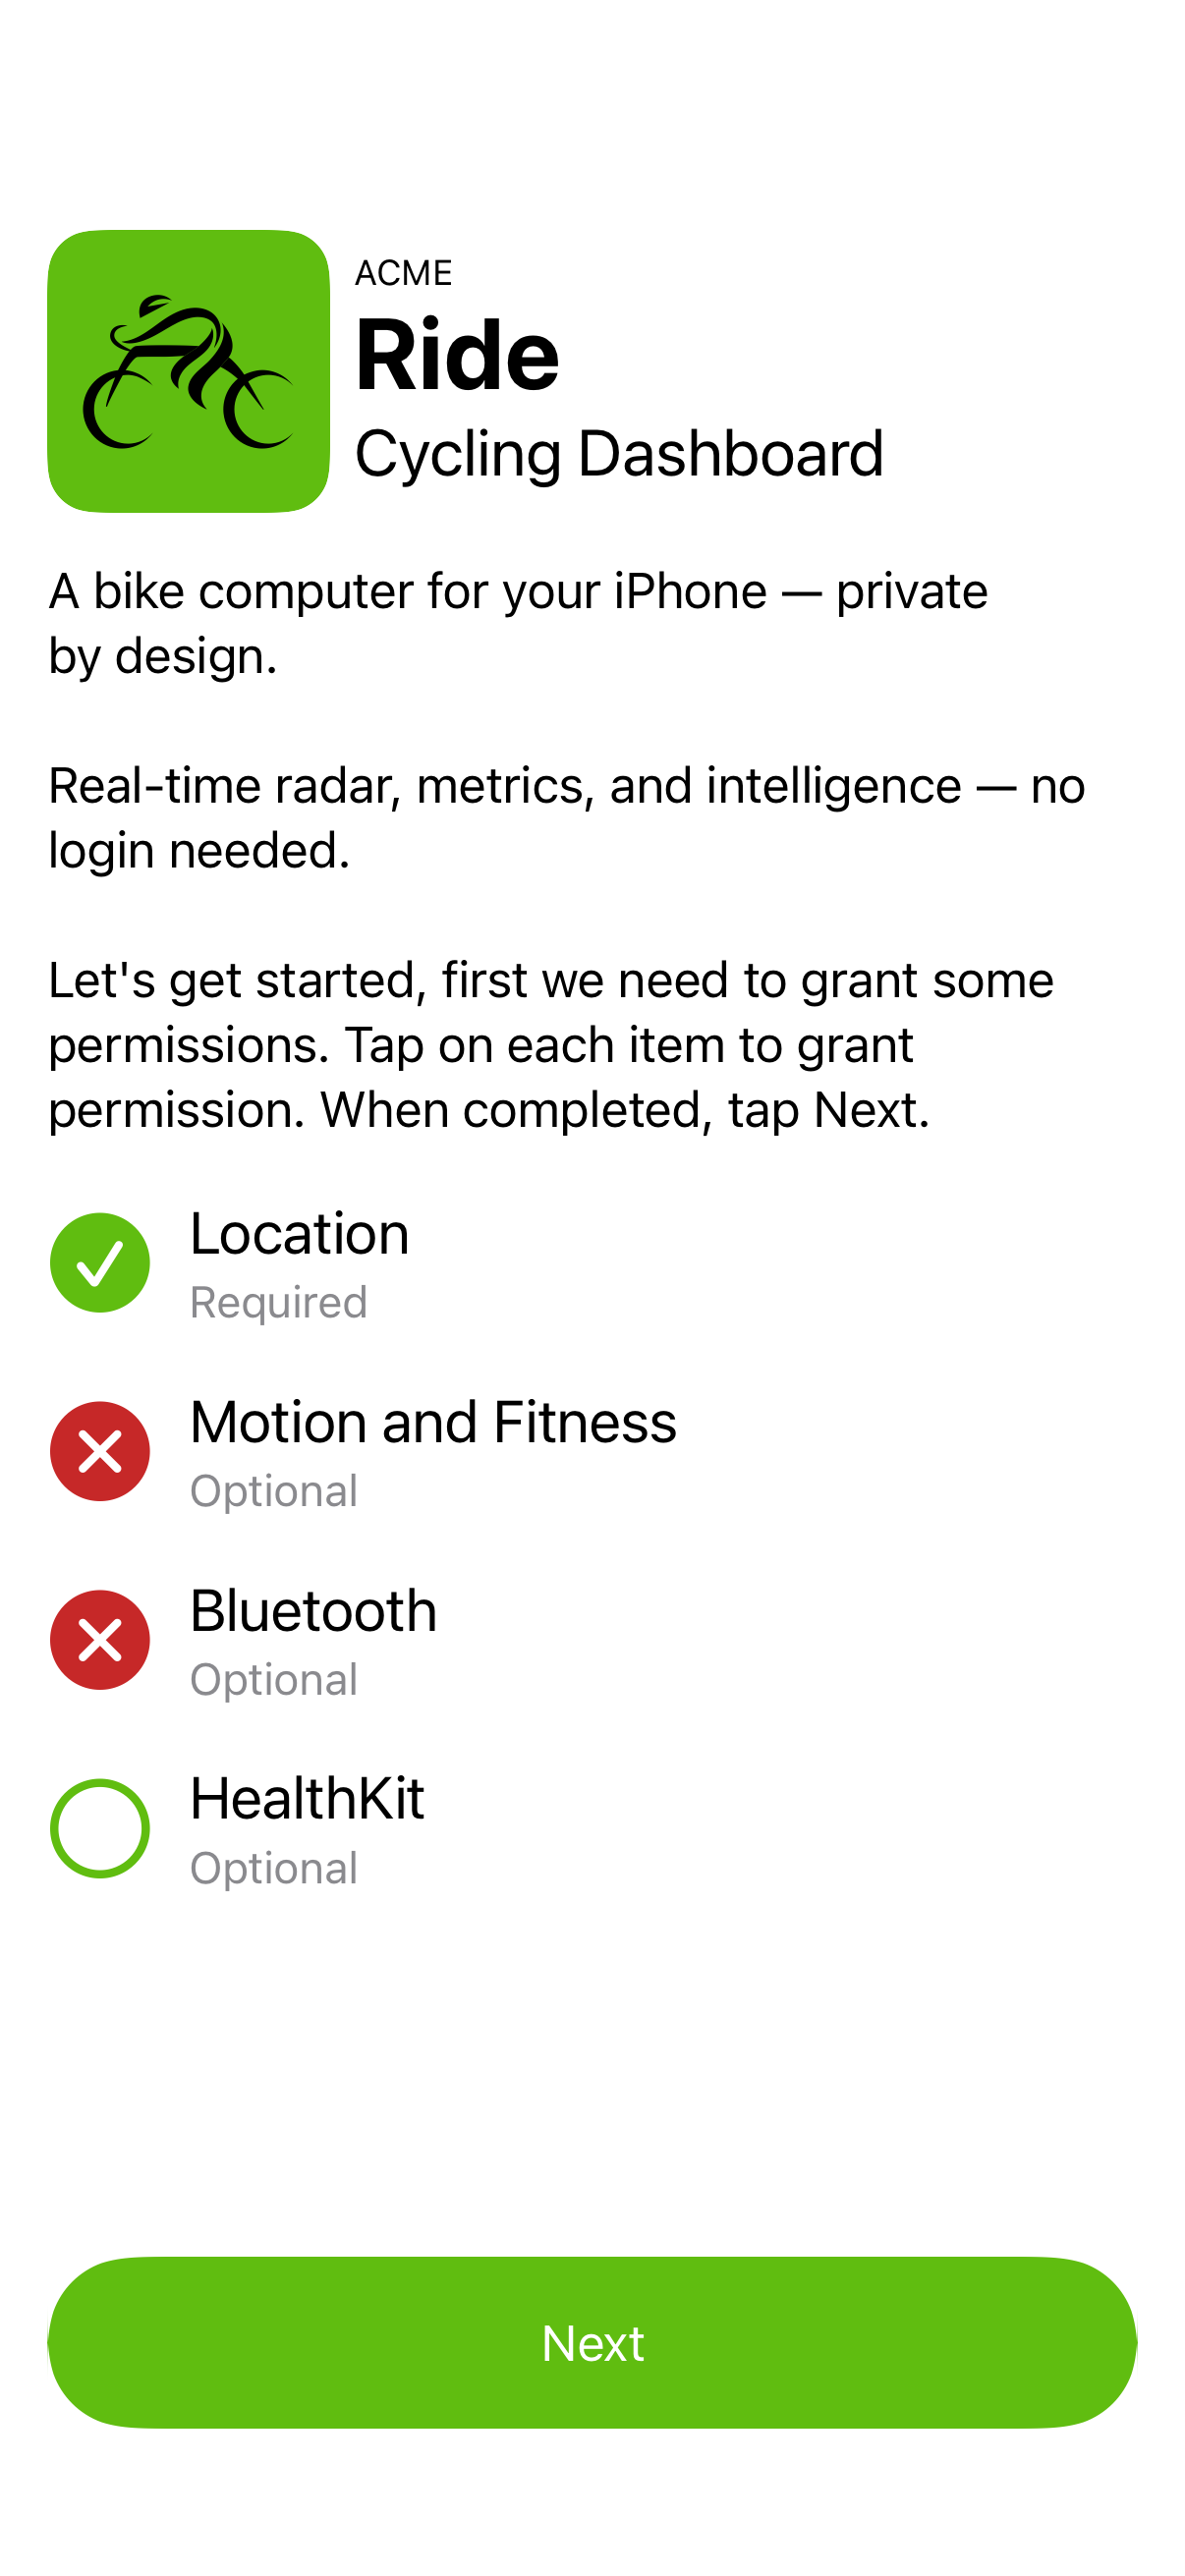 ACME
Ride
Cycling Dashboard
A bike computer for your iPhone — private
by design.
Real-time radar, metrics, and intelligence — no
login needed.
Let's get started, first we need to grant some
permissions. Tap on each item to grant
permission. When completed, tap Next.
Location
Required
Motion and Fitness
Optional
Bluetooth
Optional
HealthKit
Optional
Next